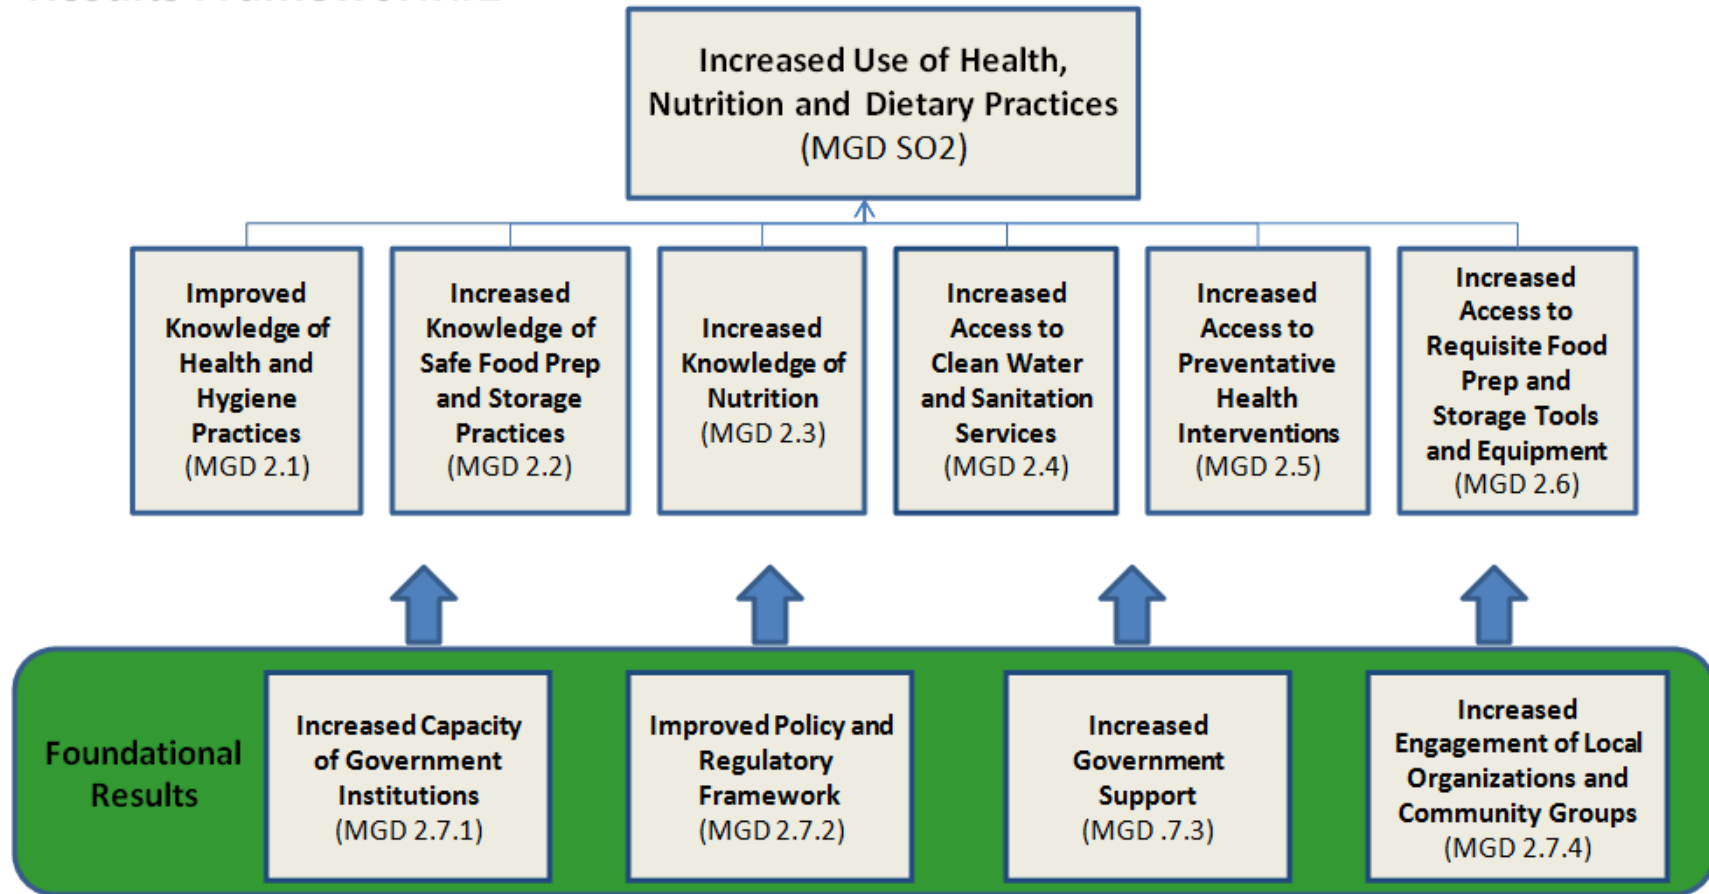 Increased Use of Health,
Nutrition and Dietary Practices
(MGD SO2)
Improved
Knowledge of
Health and
Hygiene
Practices
(MGD 2.1)
Increased
Knowledge of
Safe Food Prep
and Storage
Practices
(MGD 2.2)
Increased
Knowledge of
Nutrition
(MGD 2.3)
Increased
Access to
Clean Water
and Sanitation
Services
(MGD 2.4)
Increased
Access to
Preventative
Health
Interventions
(MGD 2.5)
Increased
Access to
Requisite Food
Prep and
Storage Tools
and Equipment
(MGD 2.6)
Foundational
Results
Increased Capacity
of Government
Institutions
(MGD 2.7.1)
Improved Policy and
Regulatory
Framework
(MGD 2.7.2)
Increased
Government
Support
(MGD .7.3)
Increased
Engagement of Local
Organizations and
Community Groups
(MGD 2.7.4)